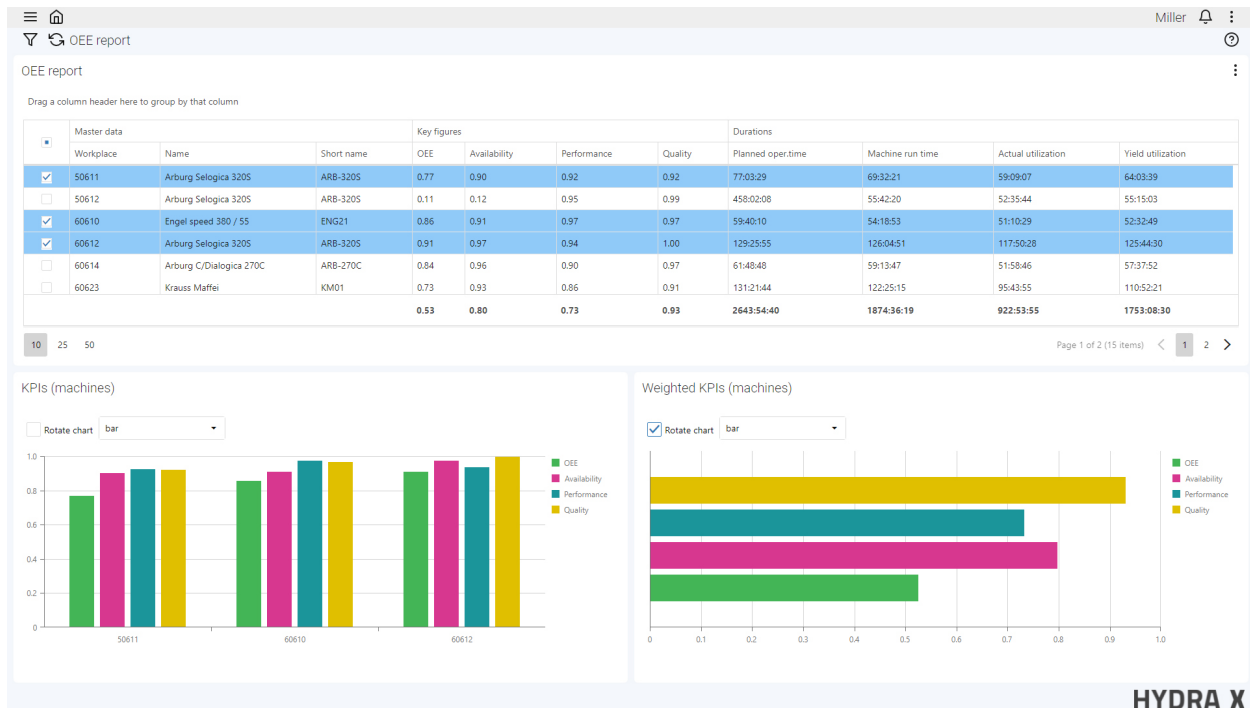 Miller
OEE report
OEE report
Drag a column header here to group by that column
Master data Key figures Durations
Workplace Name Short name OEE Availability Performance Quality Planned oper.time Machine run time Actual utilization Yield utilization
50611 Arburg Selogica 320S ARB-320S 0.77 0.90 0.92 0.92 77:03:29 69:32:21 59:09:07 64:03:39
50612 Arburg Selogica 320S ARB-320S 0.11 0.12 0.95 0.99 458:02:08 55:42:20 52:35:44 55:15:03
60610 Engel speed 380 / 55 ENG21 0.86 0.91 0.97 0.97 59:40:10 54:18:53 51:10:29 52:32:49
60612 Arburg Selogica 320S ARB-320S 0.91 0.97 0.94 1.00 129:25:55 126:04:51 117:50:28 125:44:30
60614 Arburg C/Dialogica 270C ARB-270C 0.84 0.96 0.90 0.97 61:48:48 59:13:47 51:58:46 57:37:52
60623 Krauss Maffei KM01 0.73 0.93 0.86 0.91 131:21:44 122:25:15 95:43:55 110:52:21
0.53 0.80 0.73 0.93 2643:54:40 1874:36:19 922:53:55 1753:08:30
10 25 50 Page 1 of 2 (15 items) 1 2
KPIs (machines)
Rotate chart bar
1.0
0.8
0.6
0.4
0.2
0
50611 60610 60612
OEE
Availability
Performance
Quality
Weighted KPIs (machines)
Rotate chart bar
OEE
Availability
Performance
Quality
0 0.1 0.2 0.3 0.4 0.5 0.6 0.7 0.8 0.9 1.0
HYDRA X